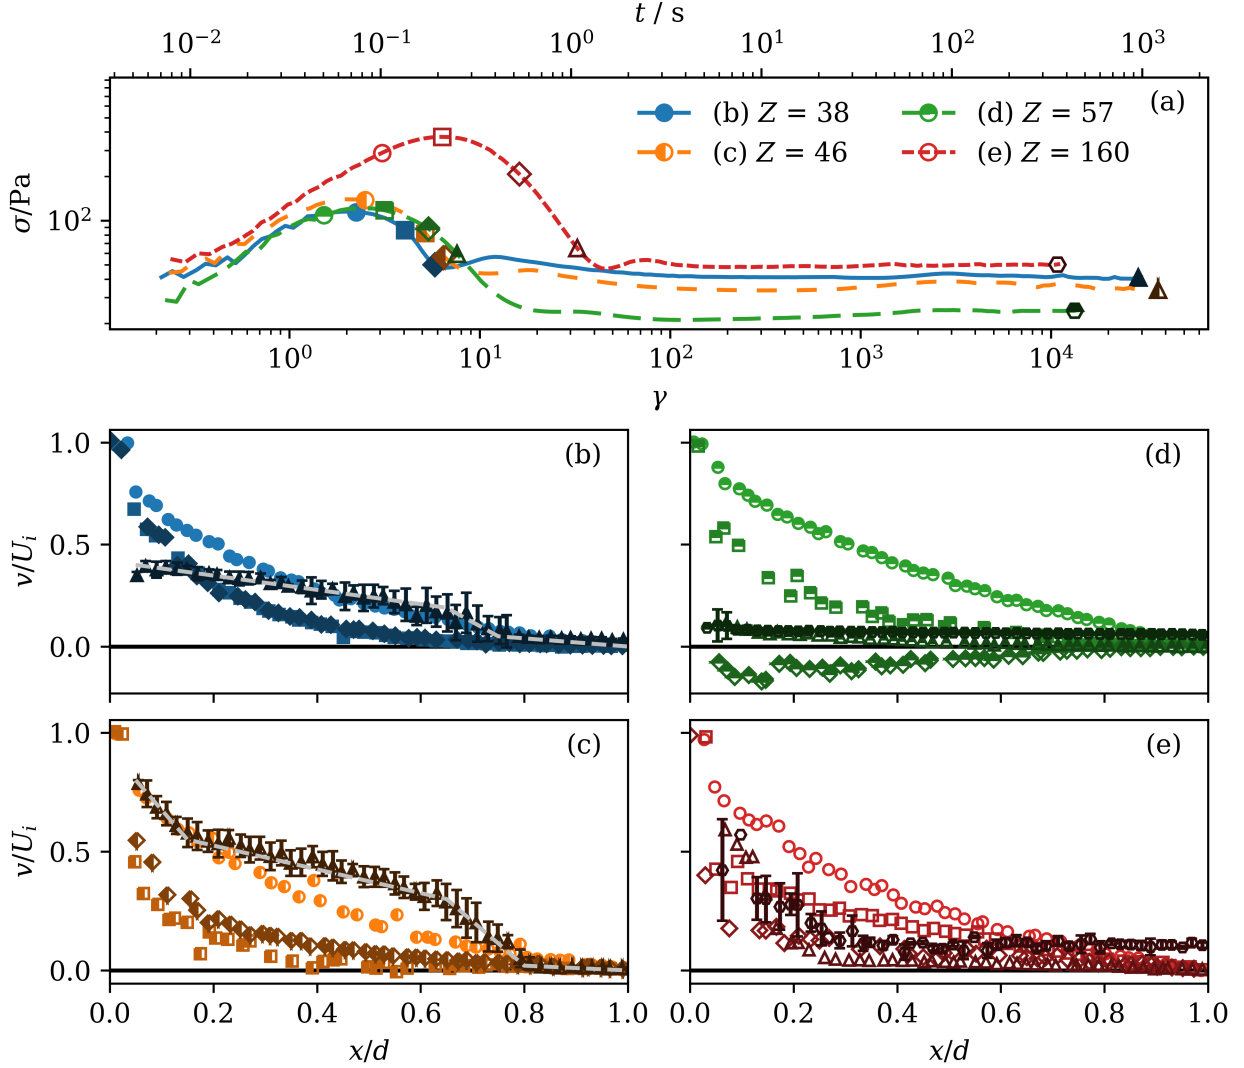 t / s
10⁻² 10⁻¹ 10⁰ 10¹ 10² 10³
(a)
(b) Z = 38 (d) Z = 57
(c) Z = 46 (e) Z = 160
σ/Pa
10²
10⁰ 10¹ 10² 10³ 10⁴
γ
(b)
1.0
0.5
0.0
v/Uᵢ
(d)
(c)
1.0
0.5
0.0
v/Uᵢ
0.0 0.2 0.4 0.6 0.8 1.0
x/d
(e)
0.0 0.2 0.4 0.6 0.8 1.0
x/d